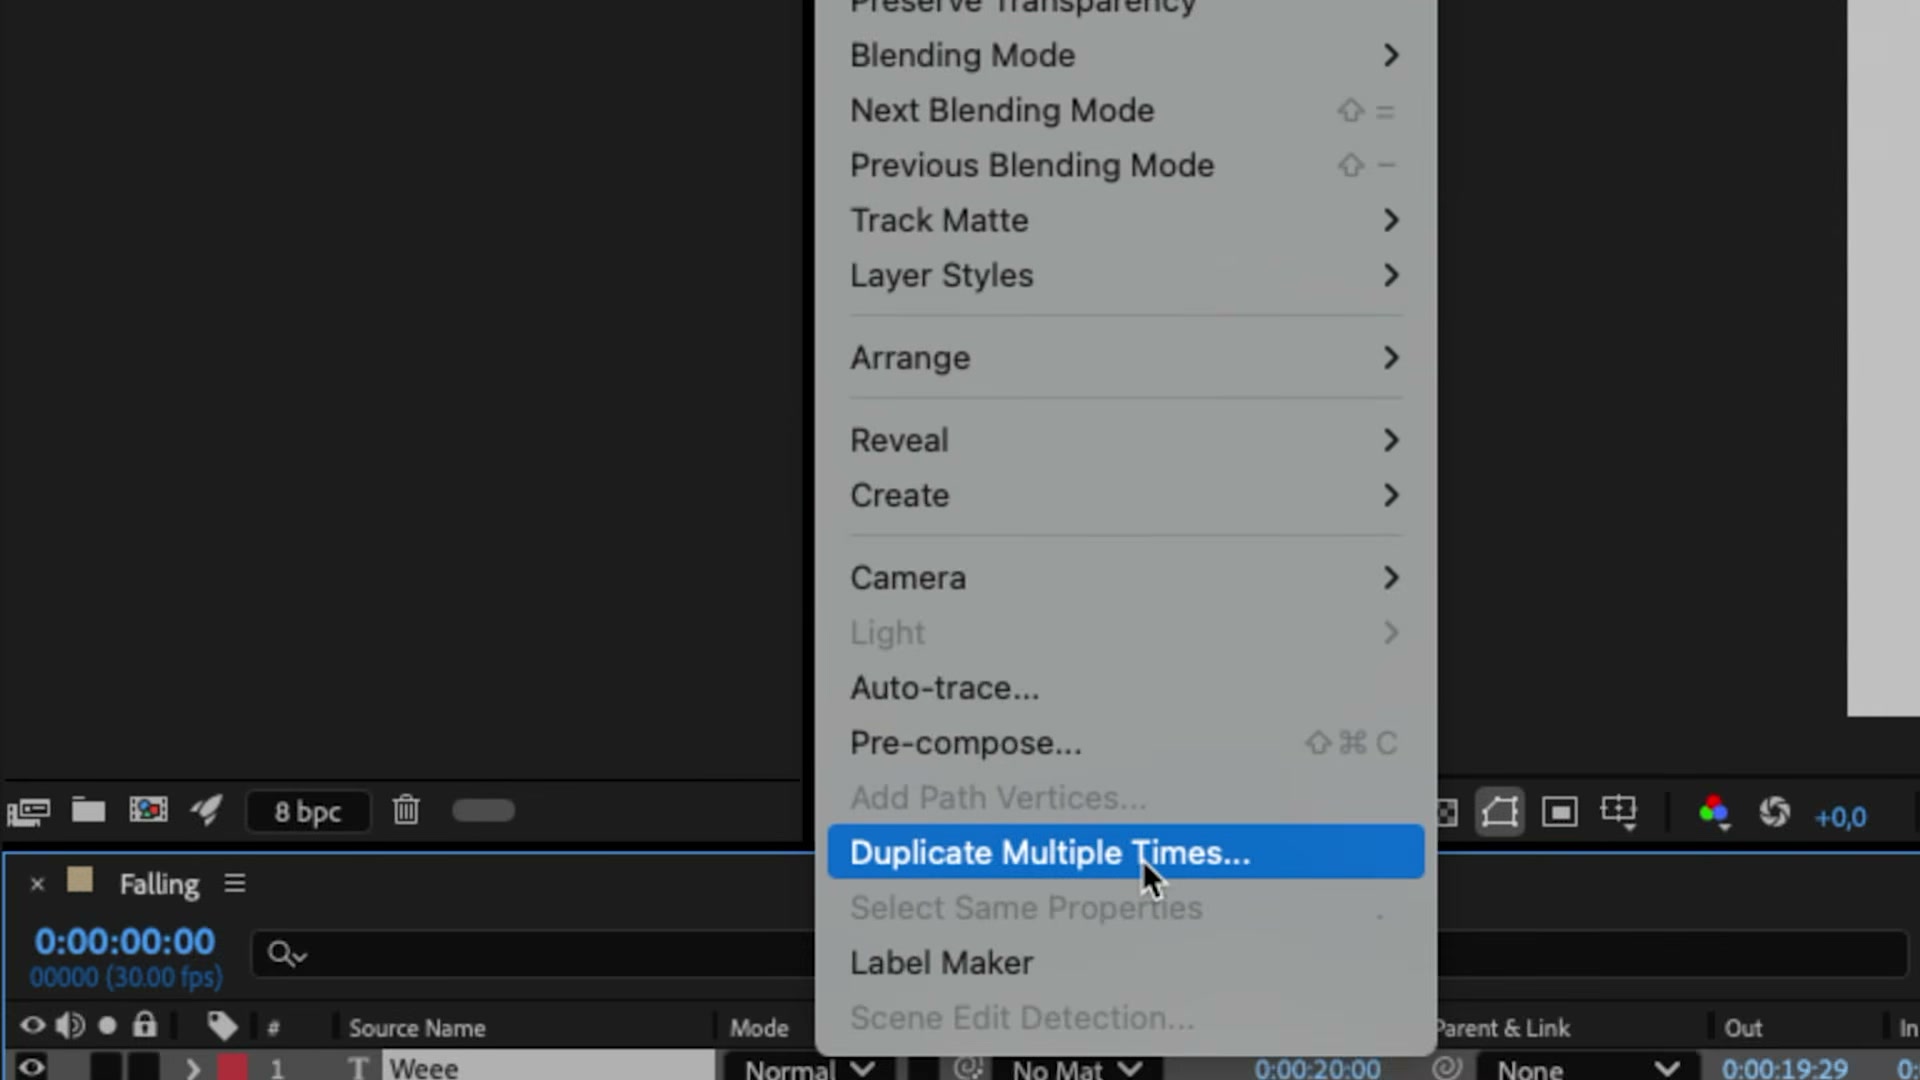 Preserve Transparency
Blending Mode
Next Blending Mode ⇧ =
Previous Blending Mode ⇧ −
Track Matte
Layer Styles
Arrange
Reveal
Create
Camera
Light
Auto-trace...
Pre-compose... ⇧⌘C
Add Path Vertices...
Duplicate Multiple Times...
Select Same Properties .
Label Maker
Scene Edit Detection...
8 bpc
+0,0
Falling
0:00:00:00
00000 (30.00 fps)
# Source Name Mode Parent & Link Out In
1 T Weee Normal No Mat 0:00:20:00 None 0:00:19:29 0: